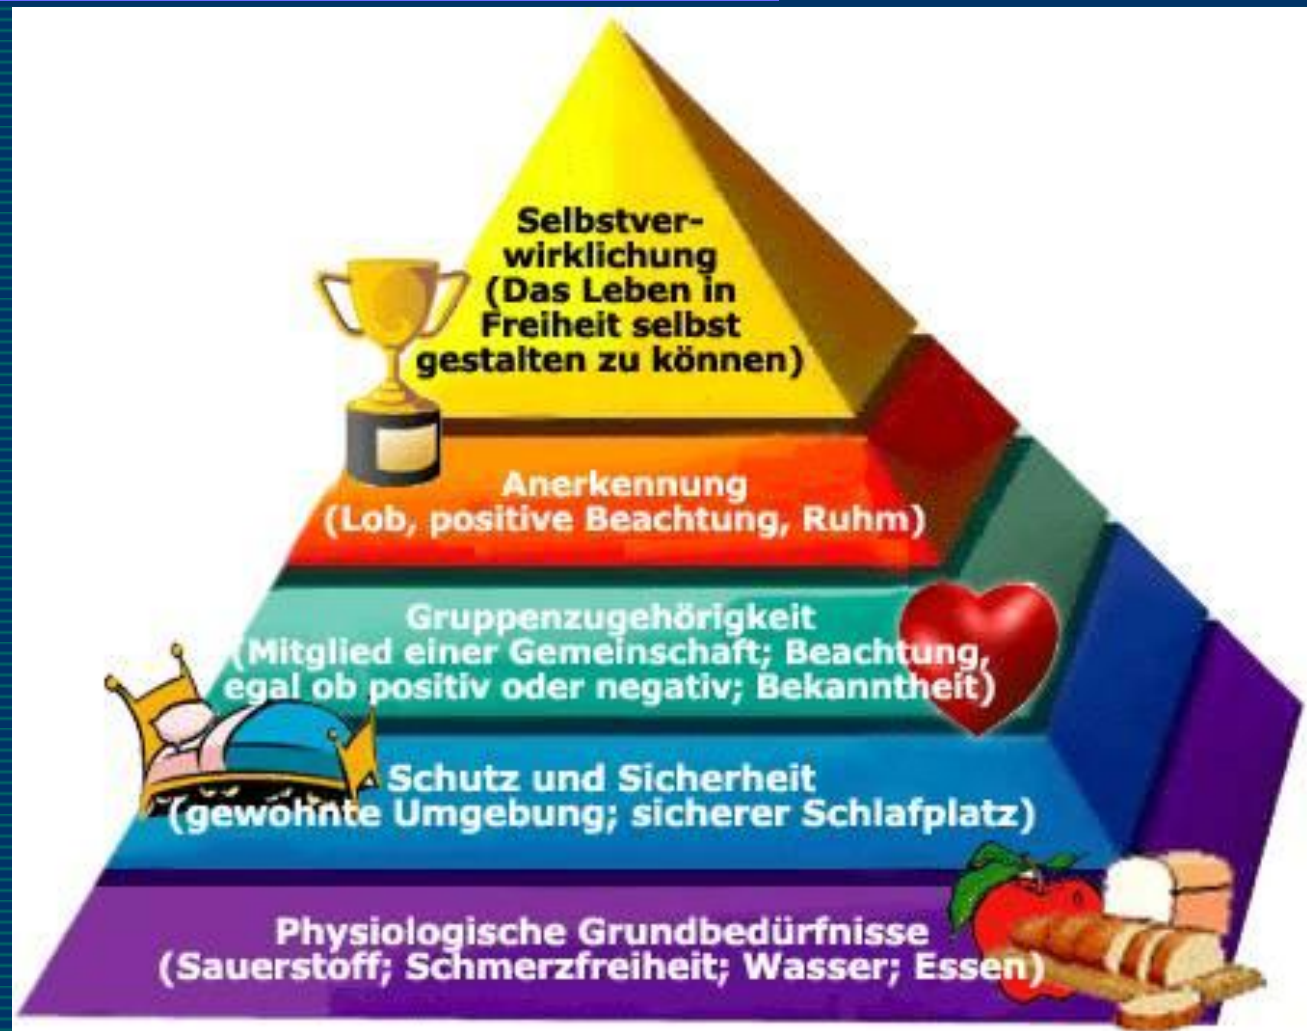 Selbstver-
wirklichung
(Das Leben in
Freiheit selbst
gestalten zu können)
Anerkennung
(Lob, positive Beachtung, Ruhm)
Gruppenzugehörigkeit
(Mitglied einer Gemeinschaft; Beachtung,
egal ob positiv oder negativ; Bekanntheit)
Schutz und Sicherheit
(gewohnte Umgebung; sicherer Schlafplatz)
Physiologische Grundbedürfnisse
(Sauerstoff; Schmerzfreiheit; Wasser; Essen)